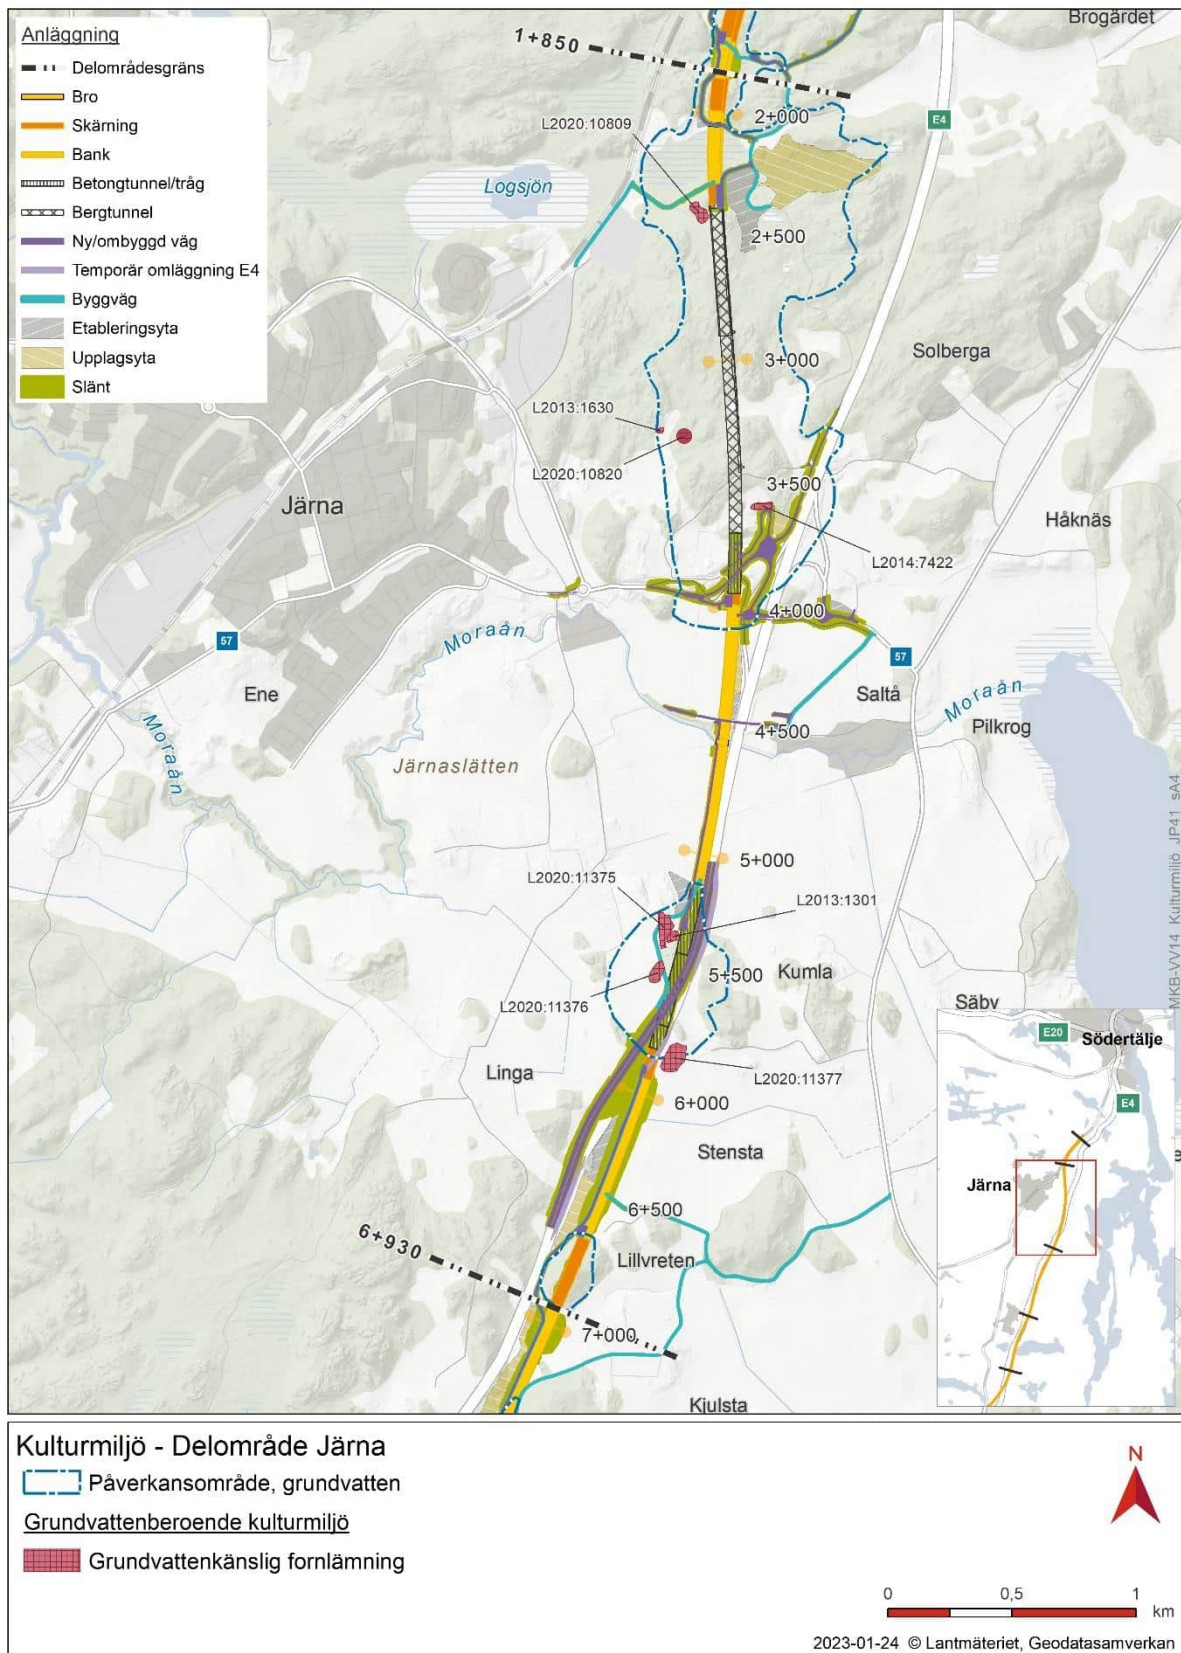 Anläggning
Delområdesgräns
Bro
Skärning
Bank
Betongtunnel/tråg
Bergtunnel
Ny/ombyggd väg
Temporär omläggning E4
Byggväg
Etableringsyta
Upplagsyta
Slänt
Brogärdet
1+850
E4
2+000
L2020:10809
Logsjön
2+500
Solberga
3+000
L2013:1630
L2020:10820
3+500
Järna
Håknäs
L2014:7422
4+000
57
Moraån
57
Ene
Saltå
Moraån
Pilkrog
Moraån
4+500
Järnaslätten
5+000
L2020:11375
L2013:1301
5+500
Kumla
L2020:11376
Säby
Linga
L2020:11377
6+000
Stensta
6+500
6+930
Lillvreten
7+000
Kjulsta
E20
Södertälje
E4
Järna
MKB-VV14 Kulturmiljö JP41 sA4
Kulturmiljö - Delområde Järna
Påverkansområde, grundvatten
Grundvattenberoende kulturmiljö
Grundvattenkänslig fornlämning
N
0 0,5 1
km
2023-01-24 © Lantmäteriet, Geodatasamverkan